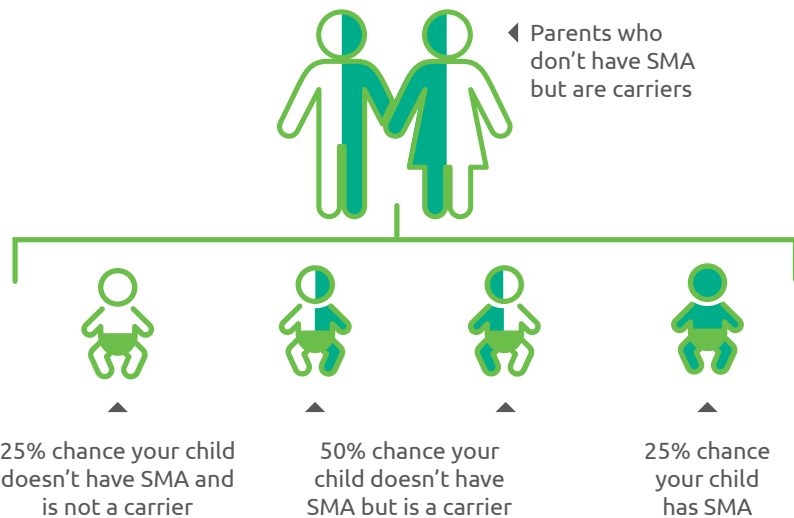 Parents who
don’t have SMA
but are carriers
25% chance your child
doesn’t have SMA and
is not a carrier
50% chance your
child doesn’t have
SMA but is a carrier
25% chance
your child
has SMA